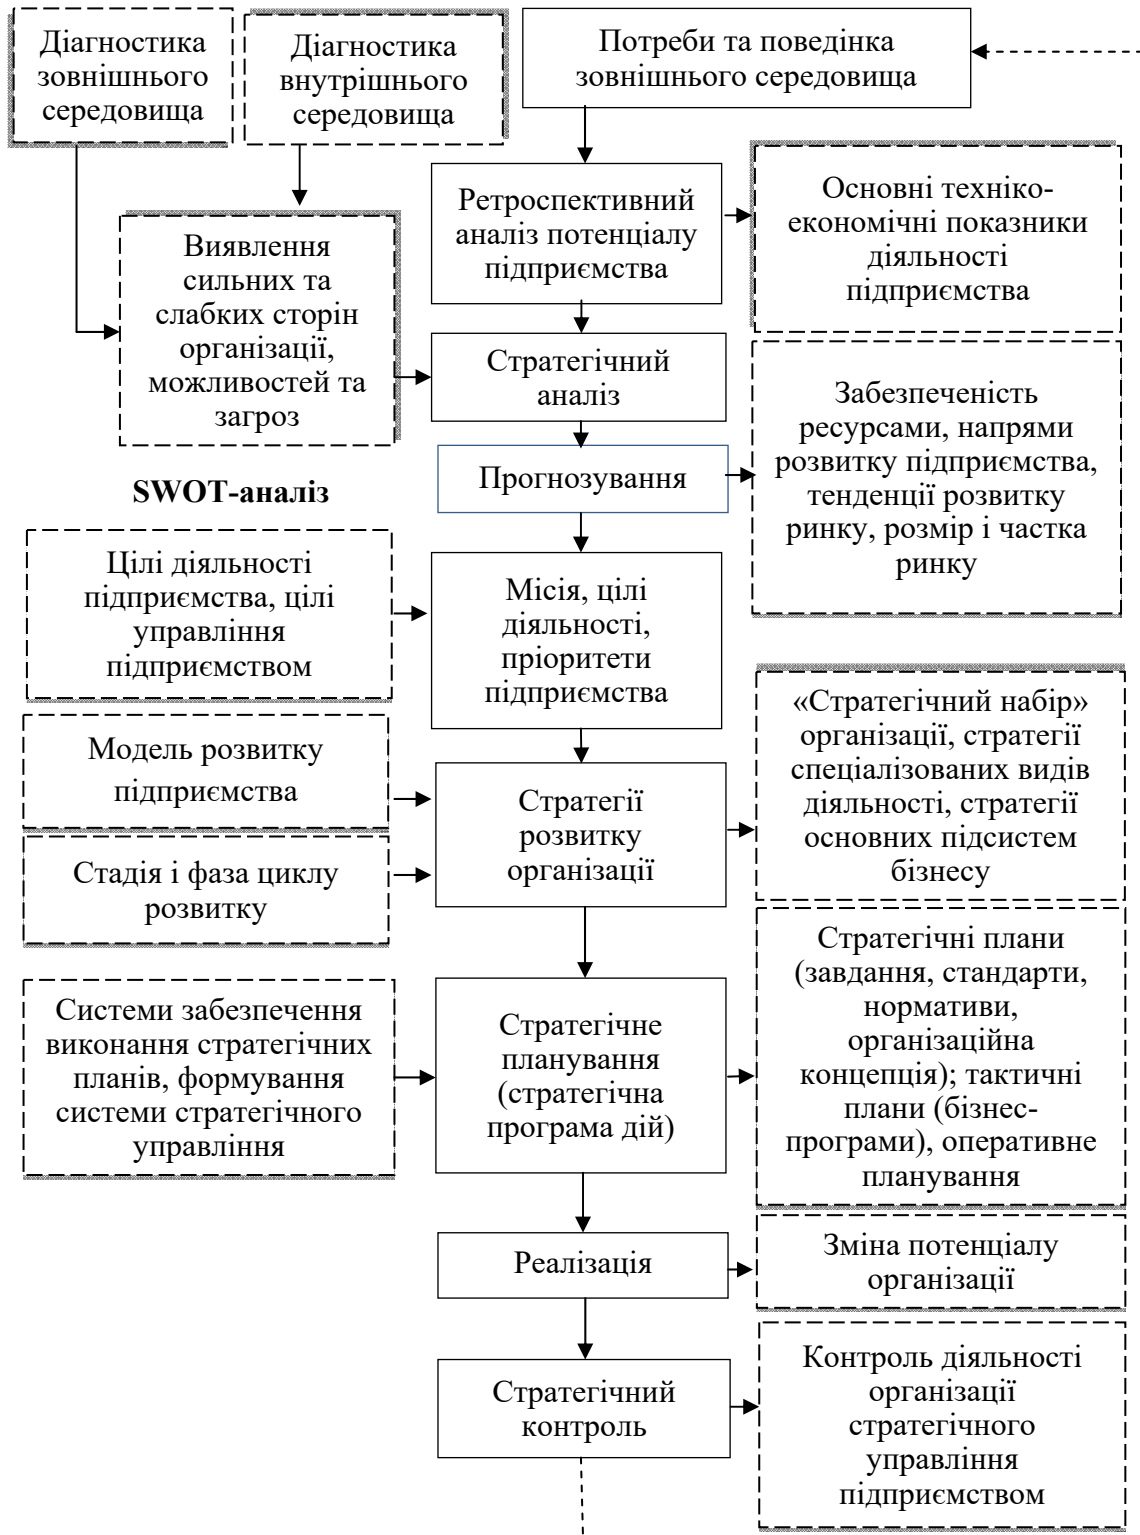 Діагностика
зовнішнього
середовища
Діагностика
внутрішнього
середовища
Потреби та поведінка
зовнішнього середовища
Ретроспективний
аналіз потенціалу
підприємства
Основні техніко-
економічні показники
діяльності
підприємства
Виявлення
сильних та
слабких сторін
організації,
можливостей та
загроз
Стратегічний
аналіз
Забезпеченість
ресурсами, напрями
розвитку підприємства,
тенденції розвитку
ринку, розмір і частка
ринку
Прогнозування
SWOT-аналіз
Цілі діяльності
підприємства, цілі
управління
підприємством
Місія, цілі
діяльності,
пріоритети
підприємства
Модель розвитку
підприємства
Стадія і фаза циклу
розвитку
Стратегії
розвитку
організації
«Стратегічний набір»
організації, стратегії
спеціалізованих видів
діяльності, стратегії
основних підсистем
бізнесу
Системи забезпечення
виконання стратегічних
планів, формування
системи стратегічного
управління
Стратегічне
планування
(стратегічна
програма дій)
Стратегічні плани
(завдання, стандарти,
нормативи,
організаційна
концепція); тактичні
плани (бізнес-
програми), оперативне
планування
Реалізація
Зміна потенціалу
організації
Стратегічний
контроль
Контроль діяльності
організації
стратегічного
управління
підприємством